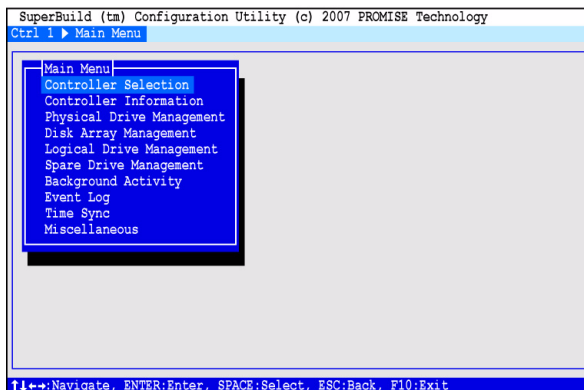 SuperBuild (tm) Configuration Utility (c) 2007 PROMISE Technology
Ctrl 1 ▶ Main Menu
Main Menu
Controller Selection
Controller Information
Physical Drive Management
Disk Array Management
Logical Drive Management
Spare Drive Management
Background Activity
Event Log
Time Sync
Miscellaneous
↑↓←→:Navigate, ENTER:Enter, SPACE:Select, ESC:Back, F10:Exit